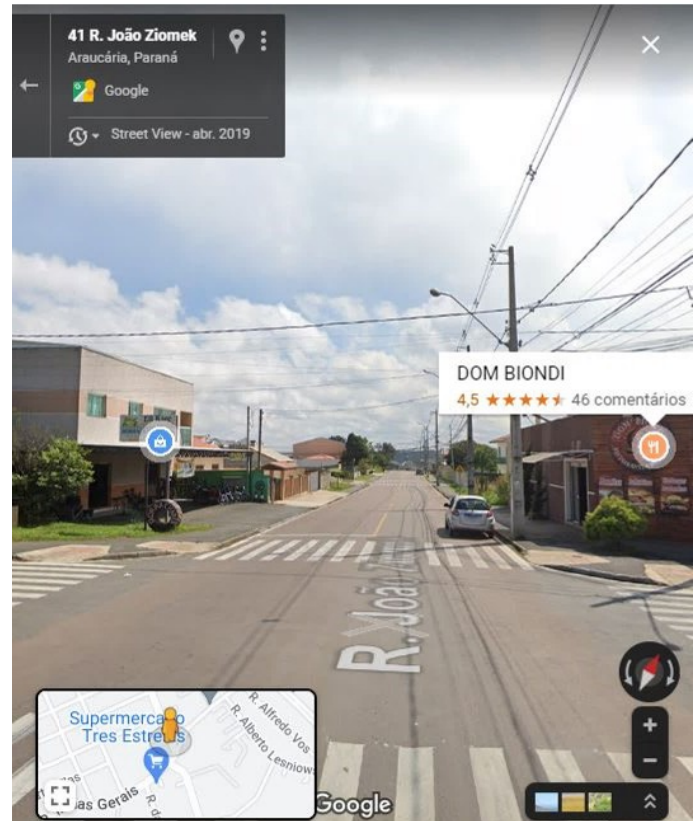 41 R. João Ziomek
Araucária, Paraná
Google
Street View - abr. 2019
DOM BIONDI
4,5 46 comentários
R. João
Supermercado
Tres Estrelas
R. Alfredo Vos
R. Alberto Lesniows
as Gerais
R. d
Google